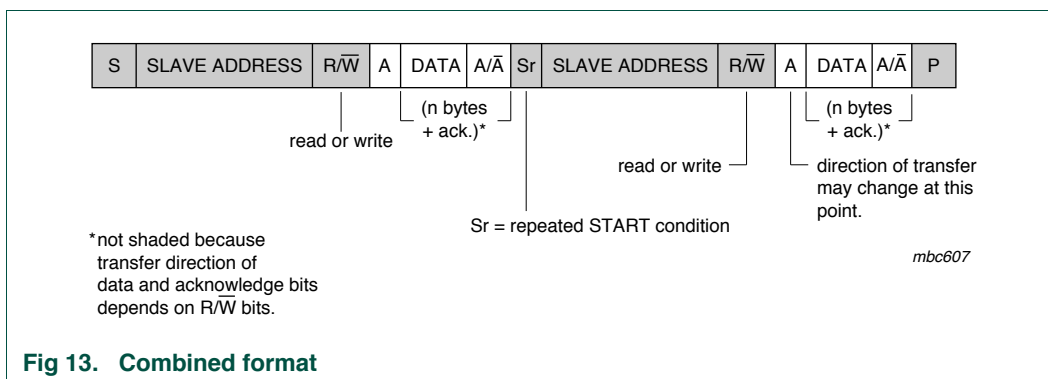 S SLAVE ADDRESS R/W̅ A DATA A/A̅ Sr SLAVE ADDRESS R/W̅ A DATA A/A̅ P
read or write
(n bytes
+ ack.)*
read or write
(n bytes
+ ack.)*
direction of transfer
may change at this
point.
Sr = repeated START condition
*not shaded because
transfer direction of
data and acknowledge bits
depends on R/W̅ bits.
mbc607
Fig 13. Combined format